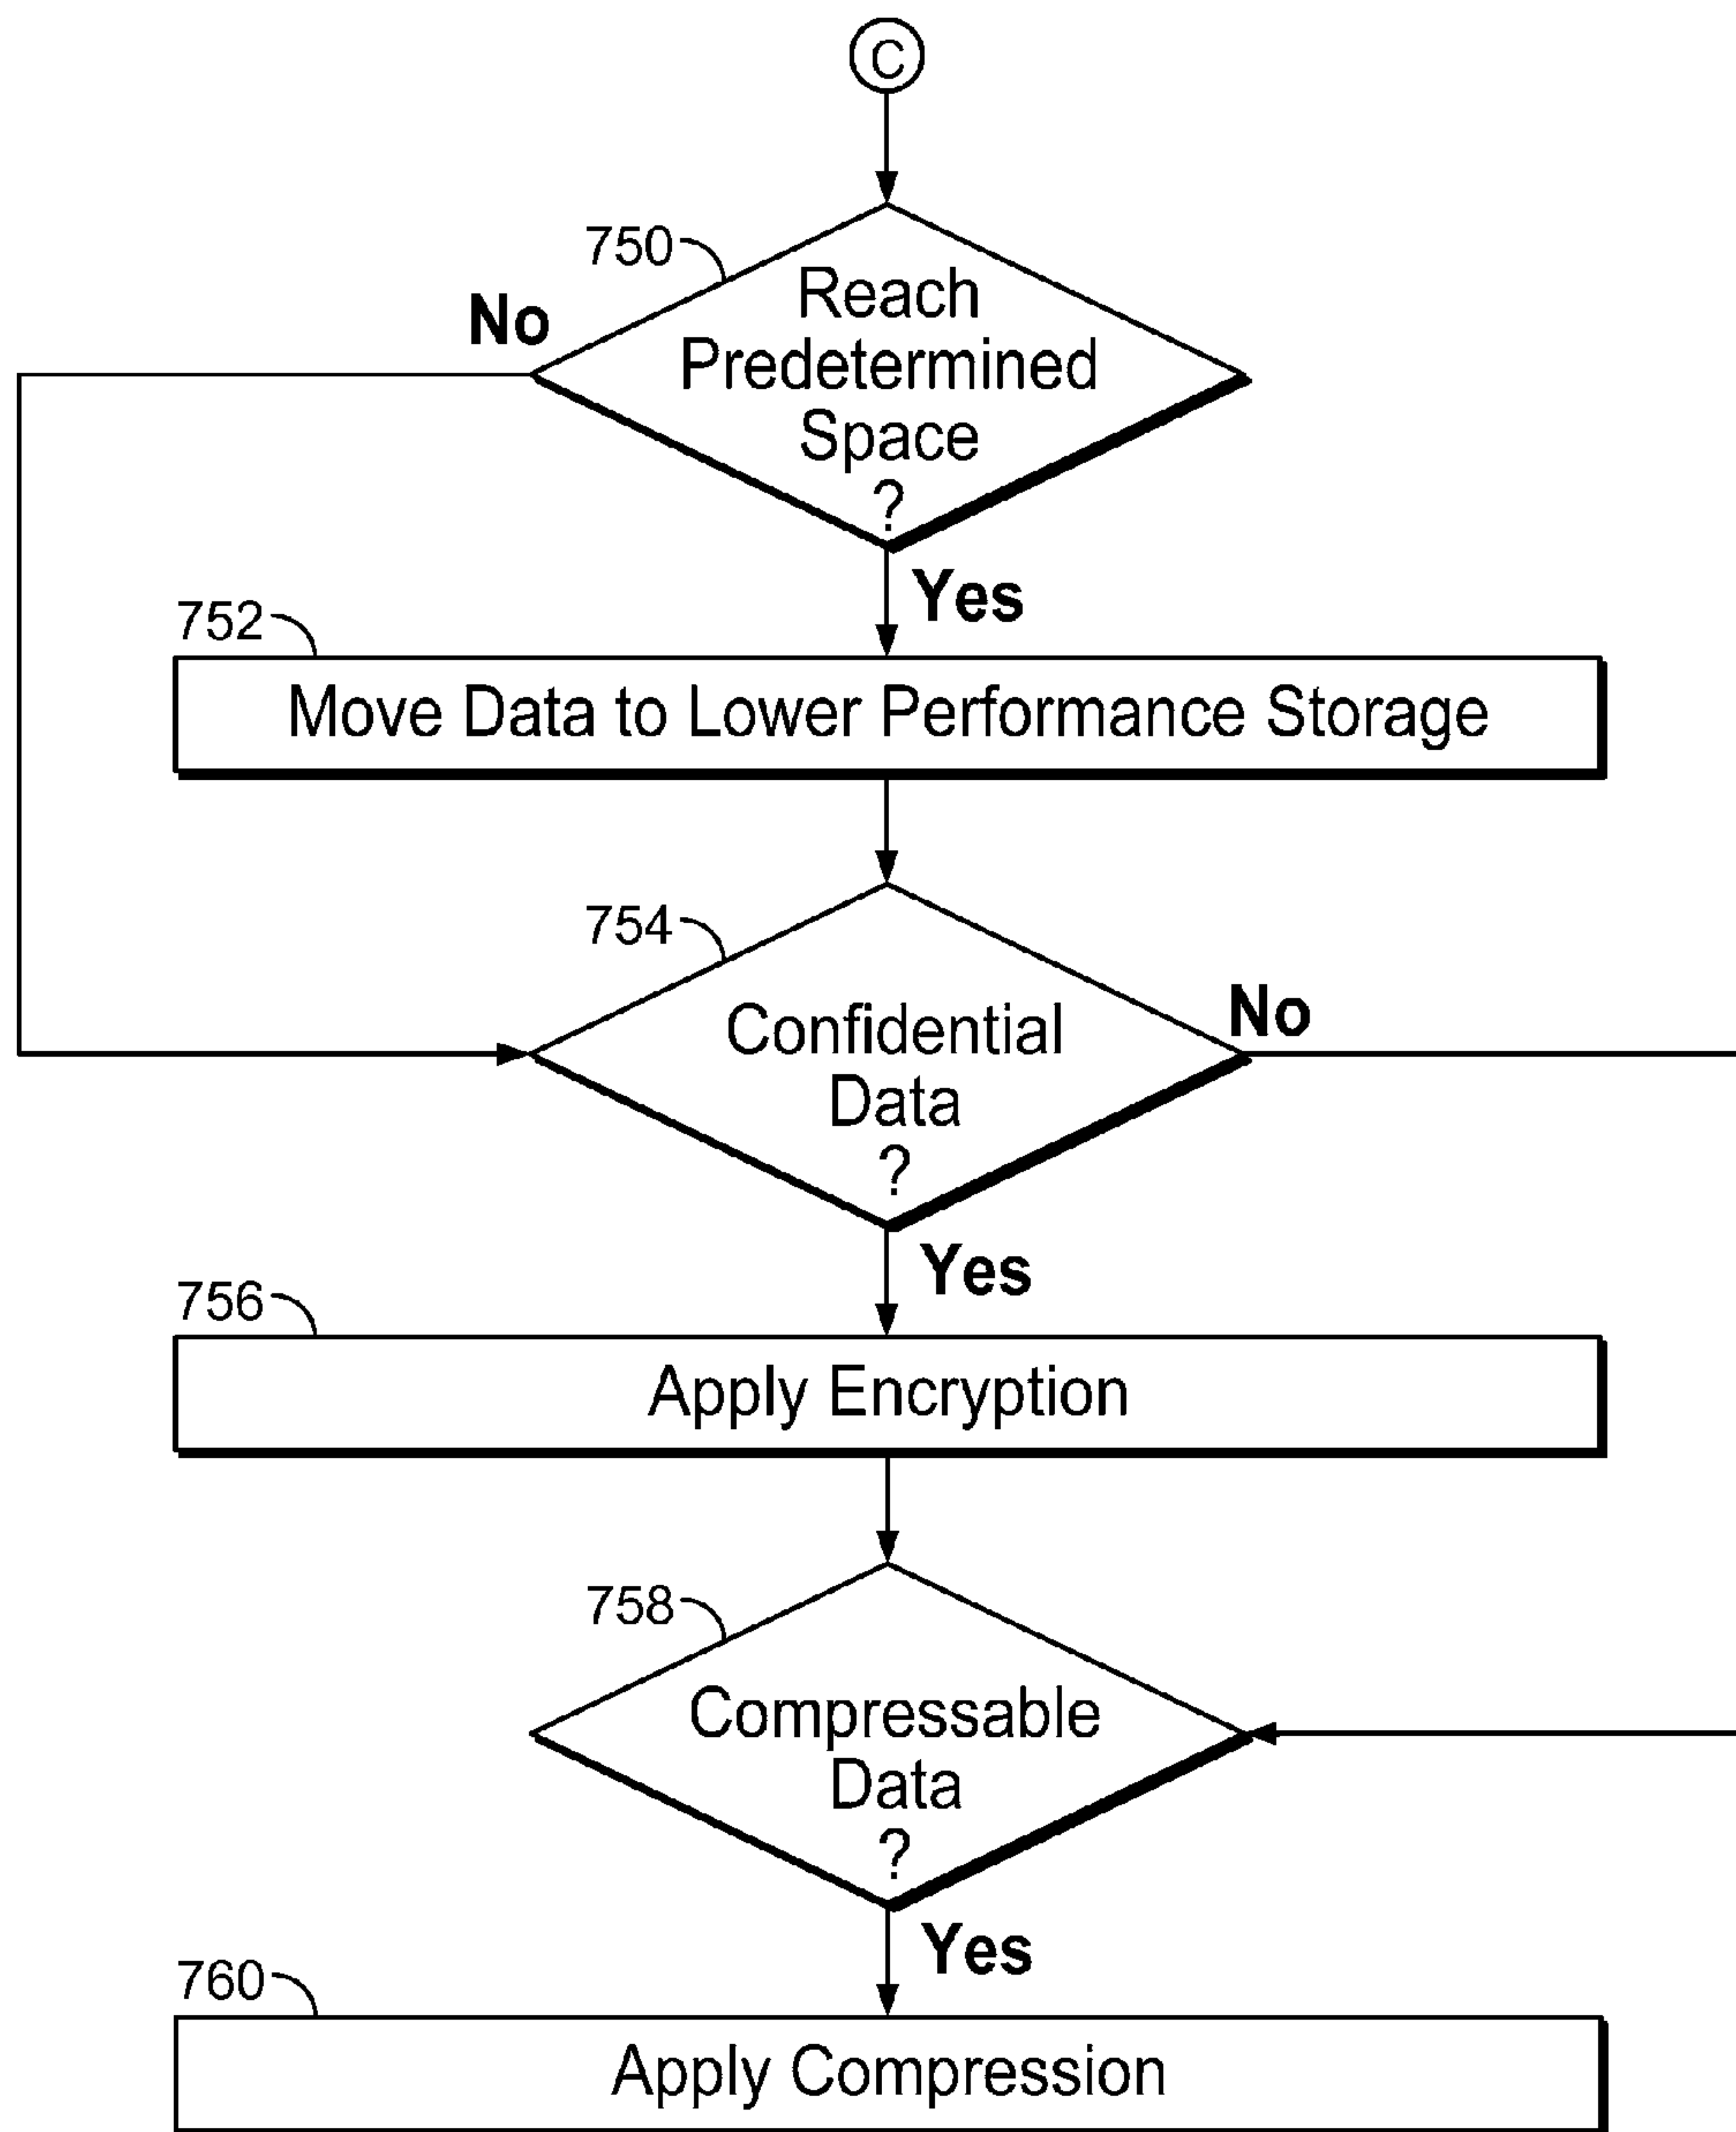 C
750
No
Reach
Predetermined
Space
?
Yes
752
Move Data to Lower Performance Storage
754
Confidential
Data
?
No
Yes
756
Apply Encryption
758
Compressable
Data
?
Yes
760
Apply Compression